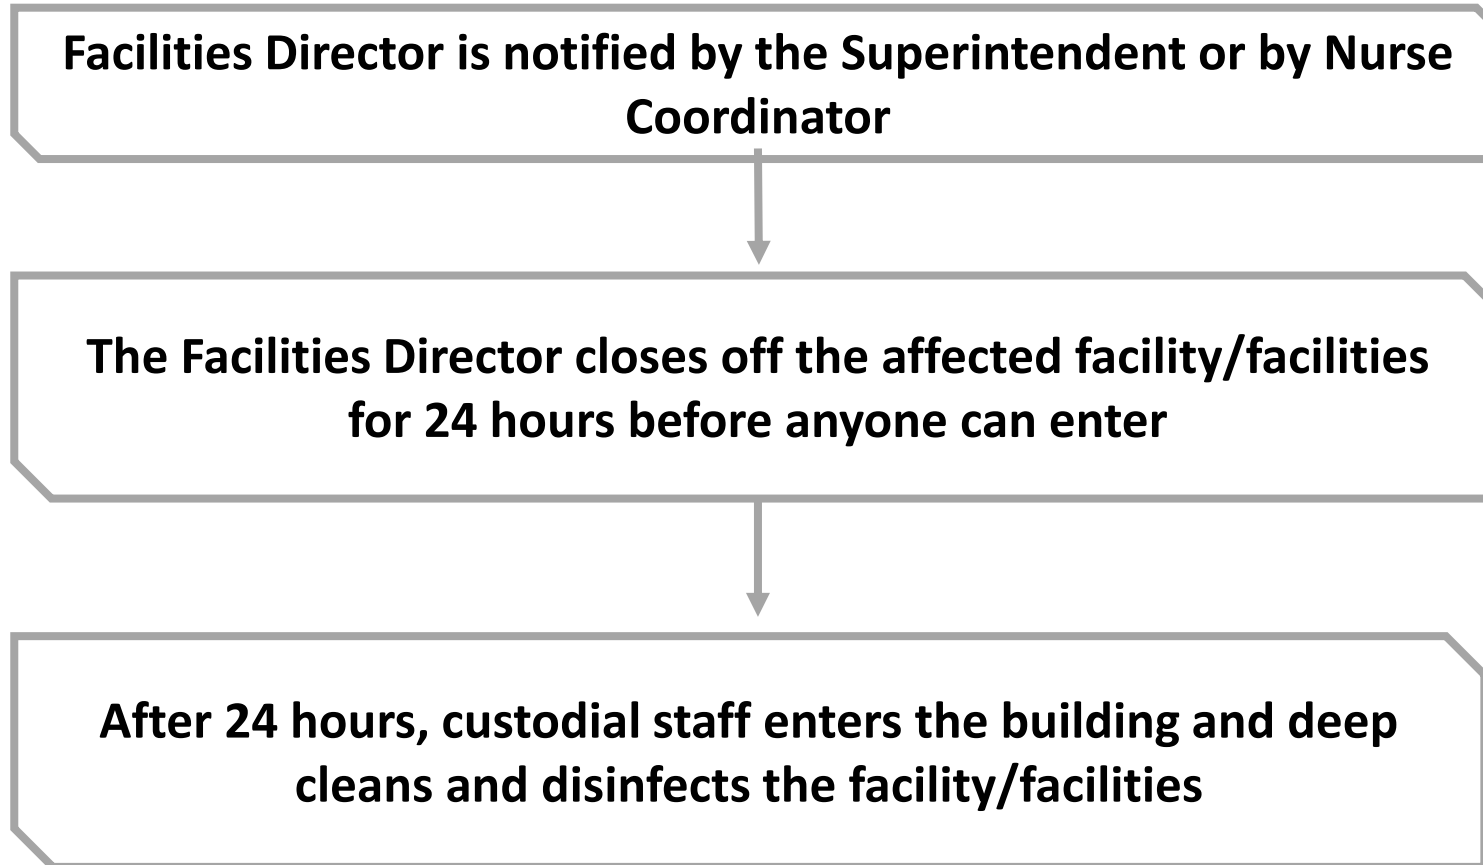 Facilities Director is notified by the Superintendent or by Nurse
Coordinator
The Facilities Director closes off the affected facility/facilities
for 24 hours before anyone can enter
After 24 hours, custodial staff enters the building and deep
cleans and disinfects the facility/facilities